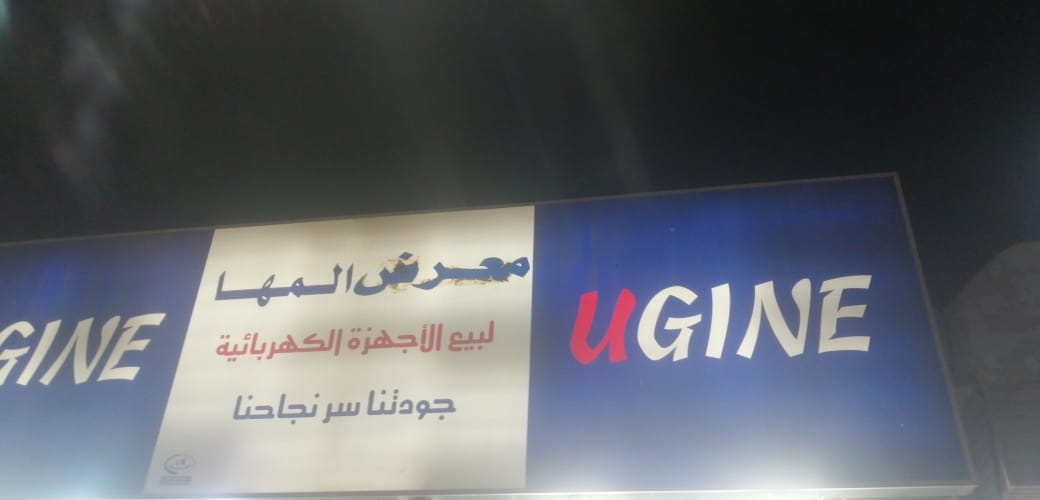 معرض المها
لبيع الأجهزة الكهربائية
جودتنا سر نجاحنا
UGINE
GINE